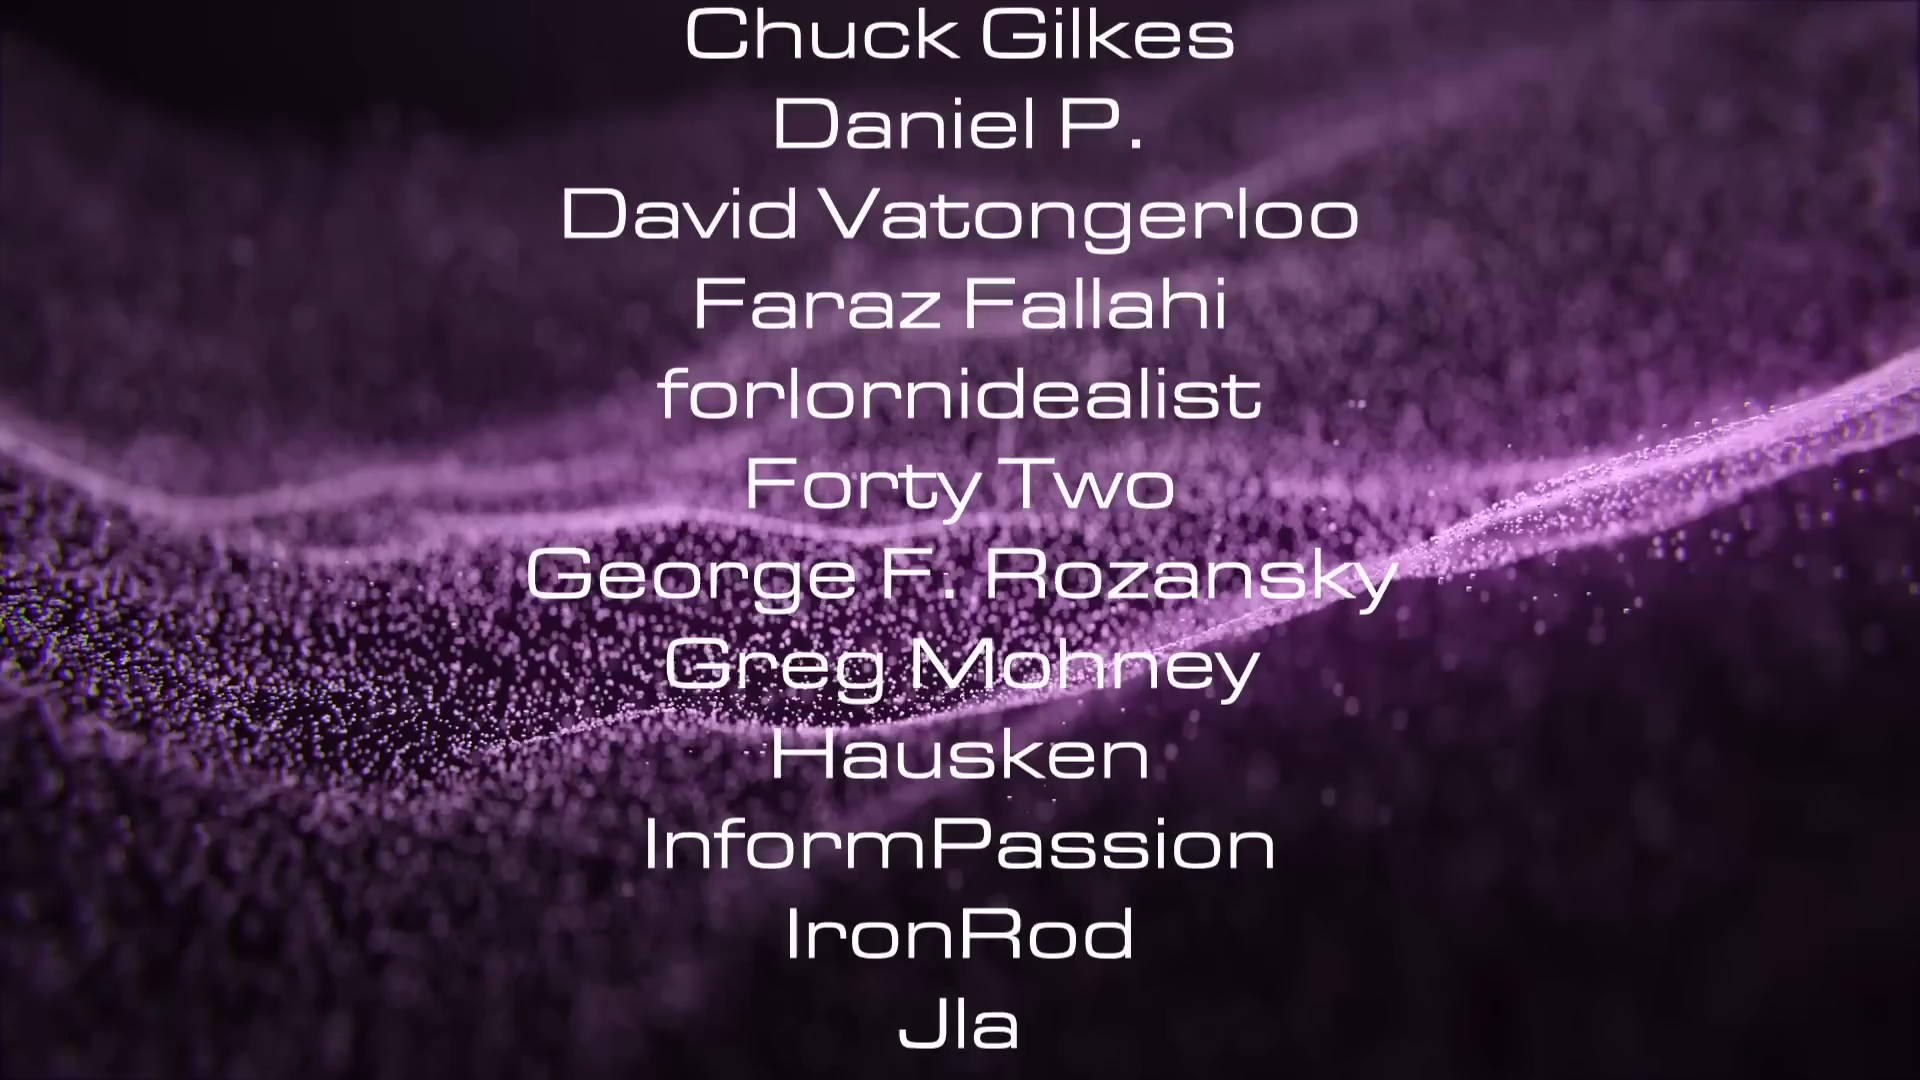 Chuck Gilkes
Daniel P.
David Vatongerloo
Faraz Fallahi
forlornidealist
Forty Two
George F. Rozansky
Greg Mohney
Hausken
InformPassion
IronRod
Jla